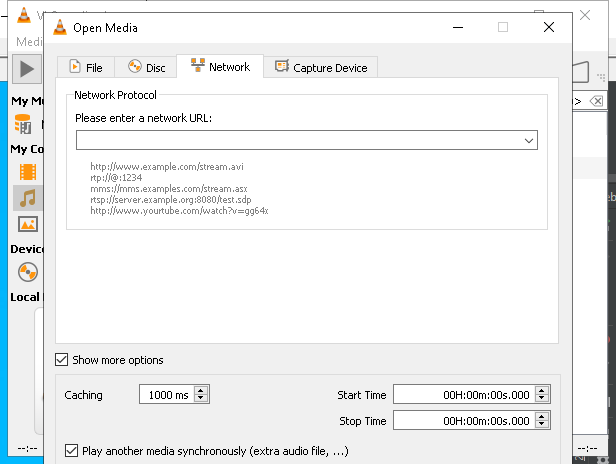 Open Media
Media
File
Disc
Network
Capture Device
Network Protocol
Please enter a network URL:
http://www.example.com/stream.avi
rtp://@:1234
mms://mms.examples.com/stream.asx
rtsp://server.example.org:8080/test.sdp
http://www.yourtube.com/watch?v=gg64x
My Mu
My Co
Device
Local
Show more options
Caching
1000 ms
Start Time
00H:00m:00s.000
Stop Time
00H:00m:00s.000
Play another media synchronously (extra audio file, ...)
--:--
--:--